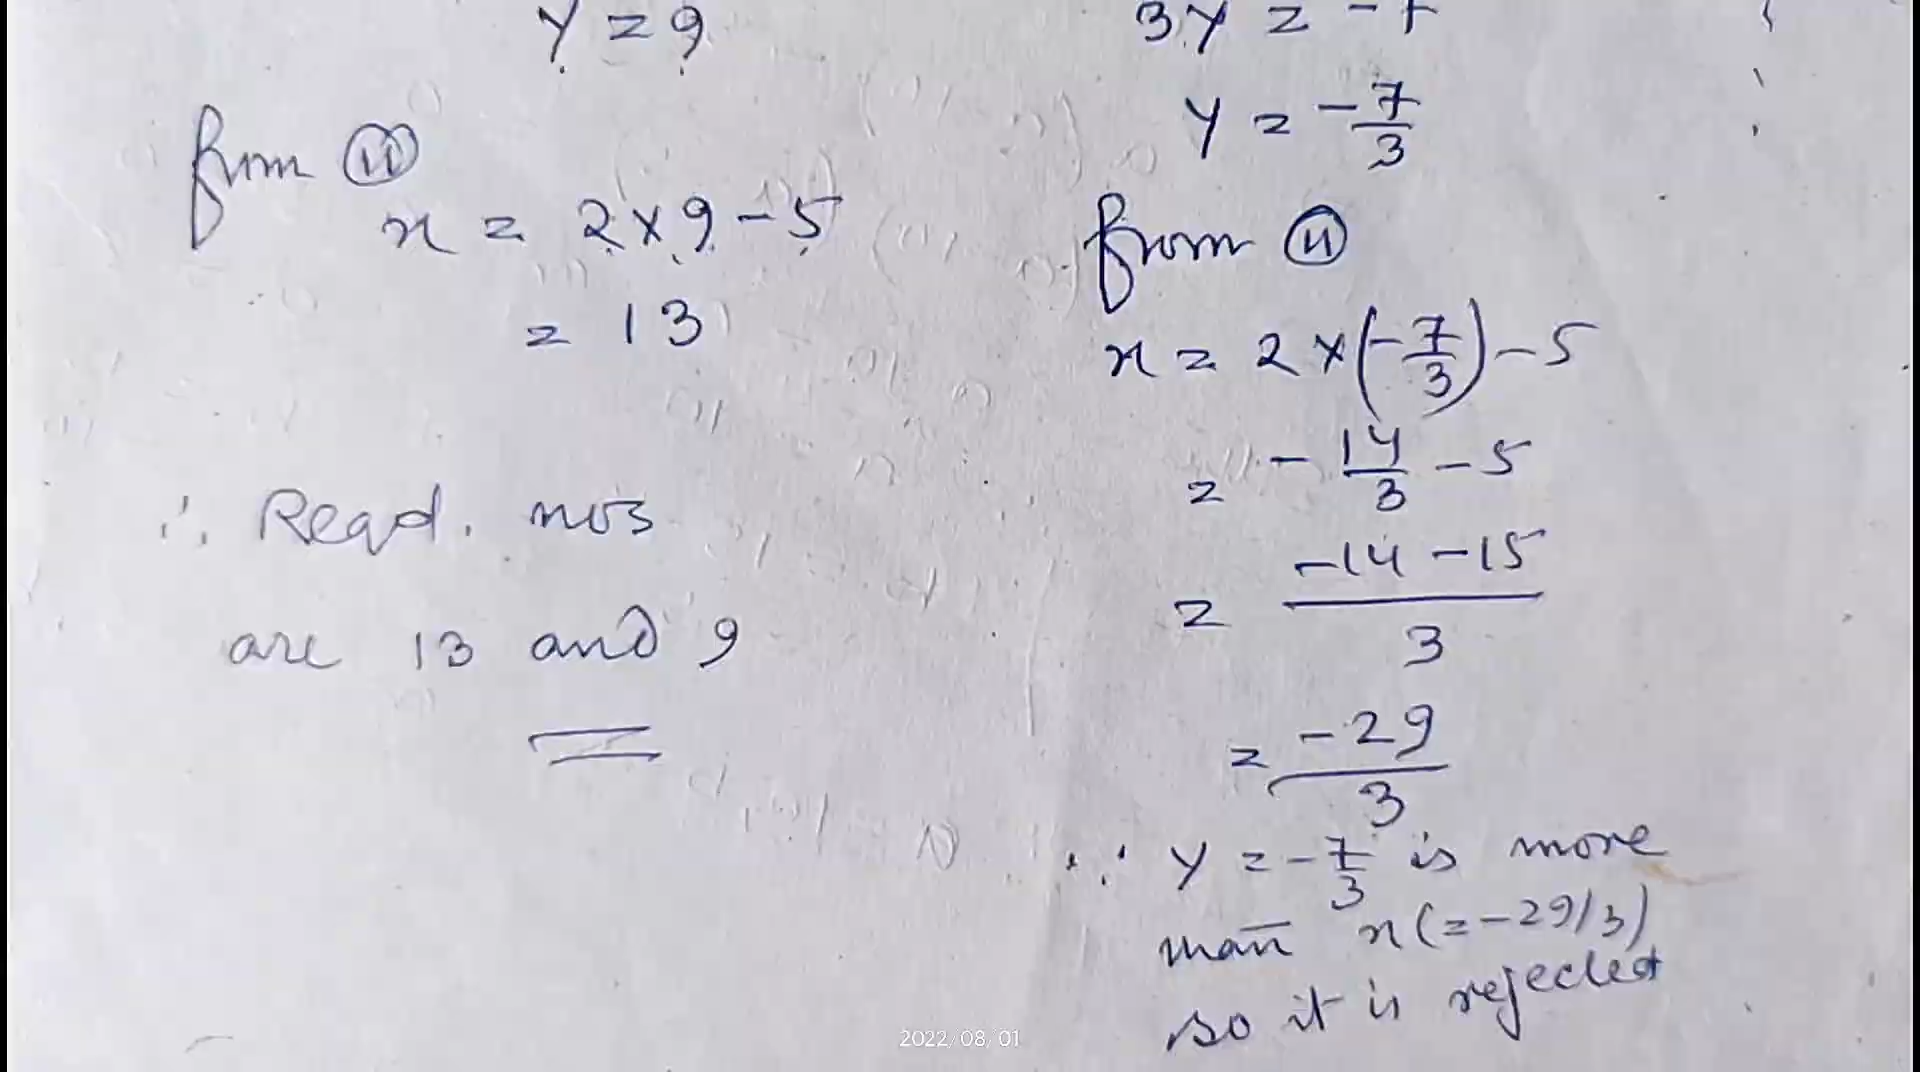 y = 9
from (ii)
x = 2×9-5
= 13
∴ Reqd. nos
are 13 and 9
3y = -7
y = -7/3
from (ii)
x = 2×(-7/3)-5
= -14/3 -5
= -14-15/3
= -29/3
∵ y = -7/3 is more
than x(=-29/3)
so it is rejected
2022/08/01